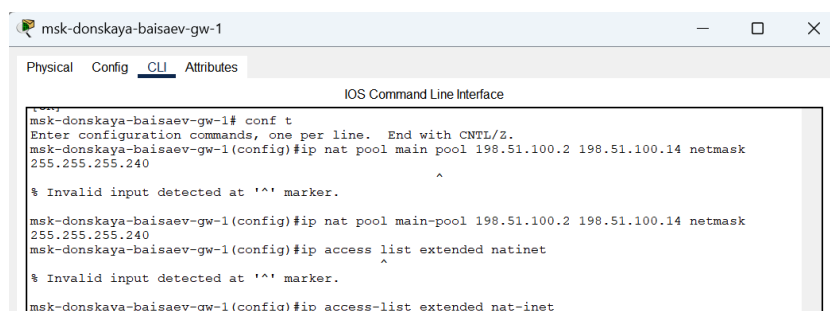 msk-donskaya-baisaev-gw-1
Physical Config CLI Attributes
IOS Command Line Interface
[OK]
msk-donskaya-baisaev-gw-1# conf t
Enter configuration commands, one per line. End with CNTL/Z.
msk-donskaya-baisaev-gw-1(config)#ip nat pool main pool 198.51.100.2 198.51.100.14 netmask
255.255.255.240
^
% Invalid input detected at '^' marker.
msk-donskaya-baisaev-gw-1(config)#ip nat pool main-pool 198.51.100.2 198.51.100.14 netmask
255.255.255.240
msk-donskaya-baisaev-gw-1(config)#ip access list extended natinet
^
% Invalid input detected at '^' marker.
msk-donskaya-baisaev-gw-1(config)#ip access-list extended nat-inet